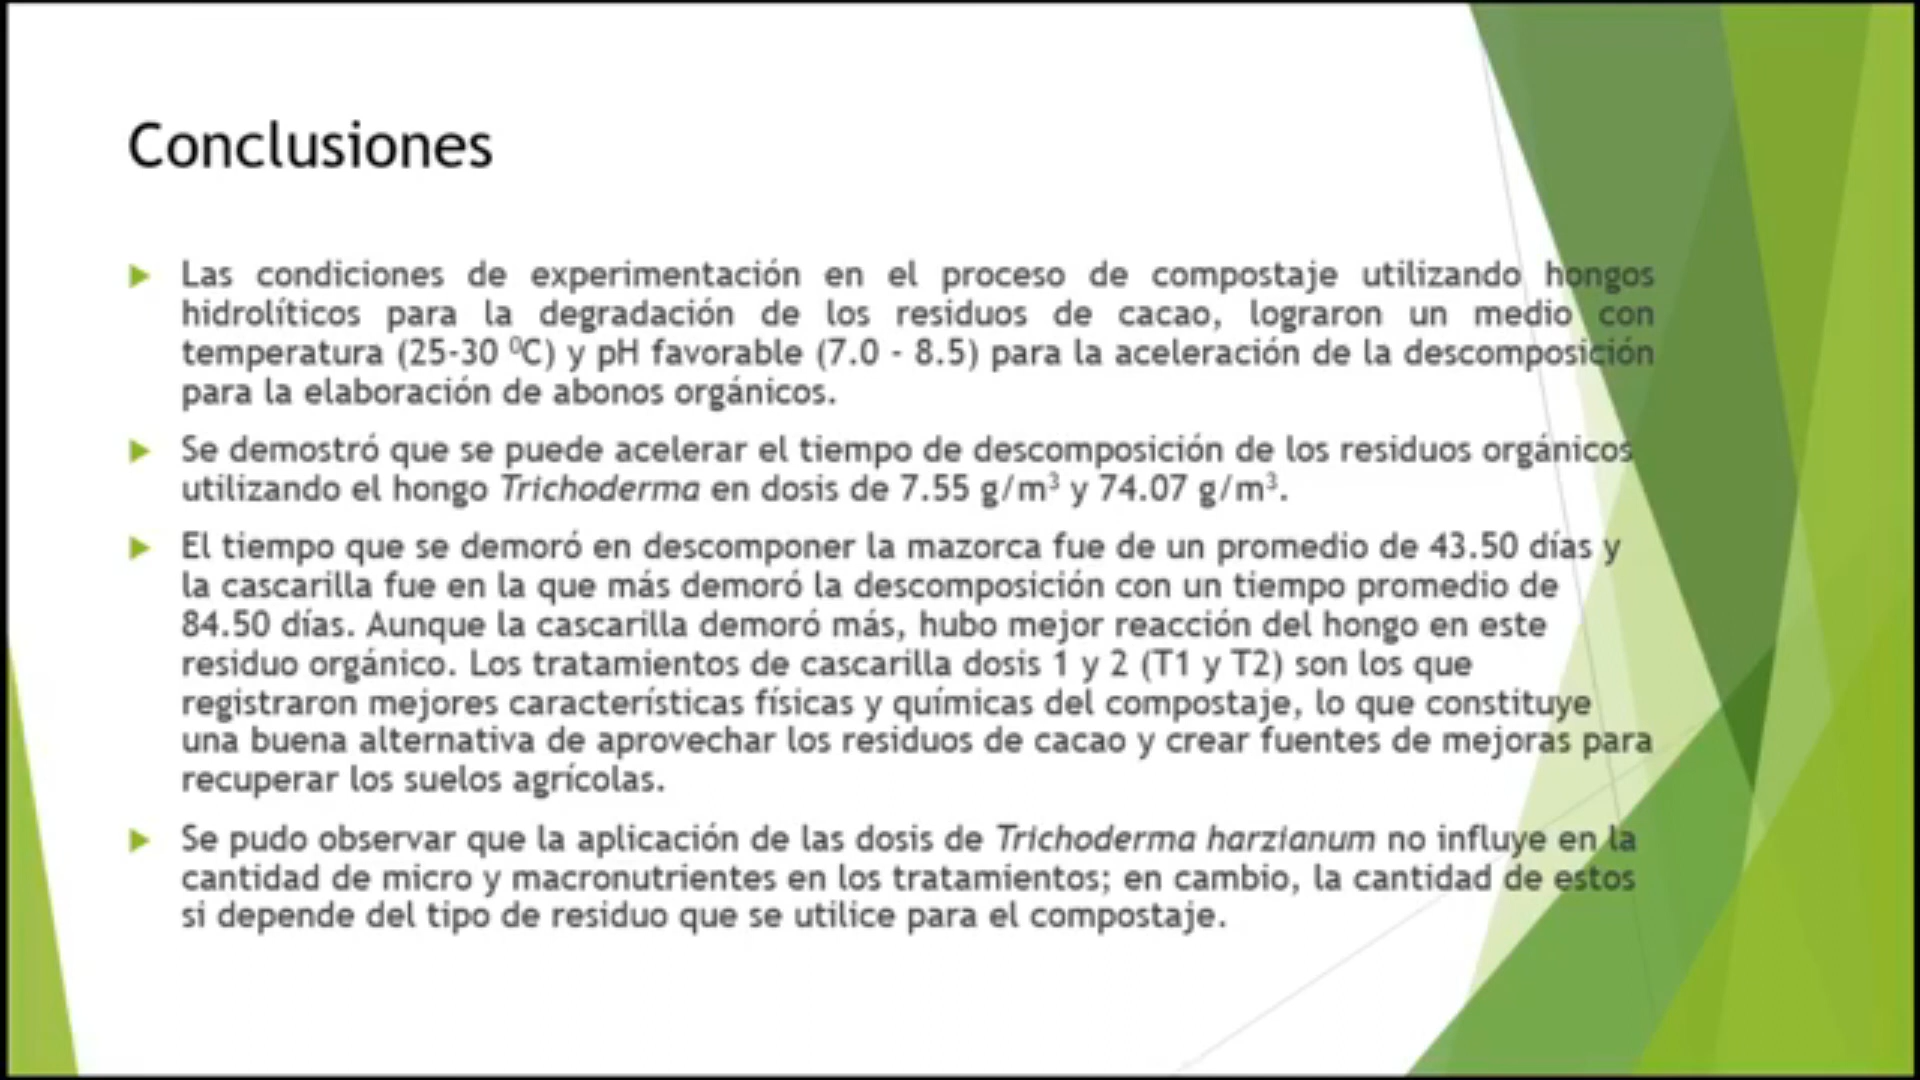 Conclusiones
Las condiciones de experimentación en el proceso de compostaje utilizando hongos
hidrolíticos para la degradación de los residuos de cacao, lograron un medio con
temperatura (25-30 ⁰C) y pH favorable (7.0 - 8.5) para la aceleración de la descomposición
para la elaboración de abonos orgánicos.
Se demostró que se puede acelerar el tiempo de descomposición de los residuos orgánicos
utilizando el hongo Trichoderma en dosis de 7.55 g/m³ y 74.07 g/m³.
El tiempo que se demoró en descomponer la mazorca fue de un promedio de 43.50 días y
la cascarilla fue en la que más demoró la descomposición con un tiempo promedio de
84.50 días. Aunque la cascarilla demoró más, hubo mejor reacción del hongo en este
residuo orgánico. Los tratamientos de cascarilla dosis 1 y 2 (T1 y T2) son los que
registraron mejores características físicas y químicas del compostaje, lo que constituye
una buena alternativa de aprovechar los residuos de cacao y crear fuentes de mejoras para
recuperar los suelos agrícolas.
Se pudo observar que la aplicación de las dosis de Trichoderma harzianum no influye en la
cantidad de micro y macronutrientes en los tratamientos; en cambio, la cantidad de estos
si depende del tipo de residuo que se utilice para el compostaje.